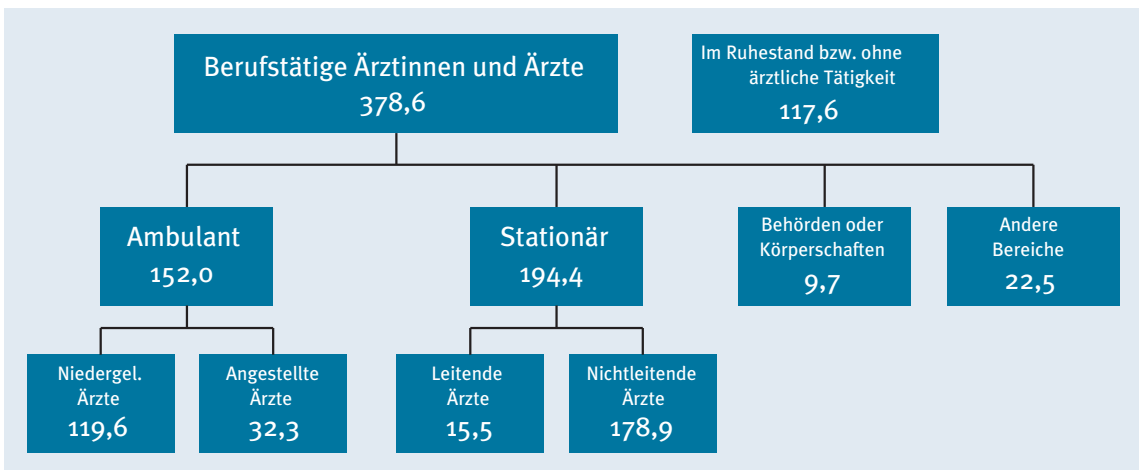 Berufstätige Ärztinnen und Ärzte
378,6
Im Ruhestand bzw. ohne
ärztliche Tätigkeit
117,6
Ambulant
152,0
Stationär
194,4
Behörden oder
Körperschaften
9,7
Andere
Bereiche
22,5
Niedergel.
Ärzte
119,6
Angestellte
Ärzte
32,3
Leitende
Ärzte
15,5
Nichtleitende
Ärzte
178,9